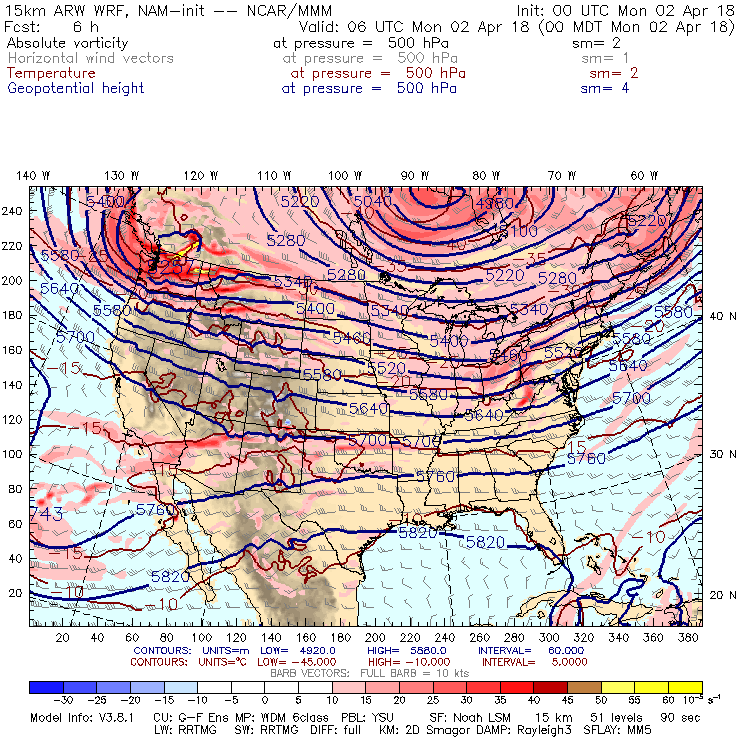 15km ARW WRF, NAM-init -- NCAR/MMM Init: 00 UTC Mon 02 Apr 18
Fcst: 6 h Valid: 06 UTC Mon 02 Apr 18 (00 MDT Mon 02 Apr 18)
Absolute vorticity at pressure = 500 hPa sm= 2
Horizontal wind vectors at pressure = 500 hPa sm= 1
Temperature at pressure = 500 hPa sm= 2
Geopotential height at pressure = 500 hPa sm= 4
140 W 130 W 120 W 110 W 100 W 90 W 80 W 70 W 60 W
5400 5220 5040 4980
240
5100 5220
220 5280 -40
5580 -25 -35 -35
200 5280 5220 5280
5640 5340
180 5580 5400 5340 5340 5580 40 N
-20
5700 5460 5400 5580
160 5460 5520
-15 5520 5640
5580 -20
140 5580 5700
5640 5640
120
-15 5700 5700 -15
100 5760 30 N
5760
80
743 5760
60 -10
5820 5820 -10
40 -15
5820
-10
20 -10 20 N
20 40 60 80 100 120 140 160 180 200 220 240 260 280 300 320 340 360 380
CONTOURS: UNITS=m LOW= 4920.0 HIGH= 5880.0 INTERVAL= 60.000
CONTOURS: UNITS=°C LOW= -45.000 HIGH= -10.000 INTERVAL= 5.0000
BARB VECTORS: FULL BARB = 10 kts
-30 -25 -20 -15 -10 -5 0 5 10 15 20 25 30 35 40 45 50 55 60 10⁻⁵ s⁻¹
Model Info: V3.8.1 CU: G-F Ens MP: WDM 6class PBL: YSU SF: Noah LSM 15 km 51 levels 90 sec
LW: RRTMG SW: RRTMG DIFF: full KM: 2D Smagor DAMP: Rayleigh3 SFLAY: MM5